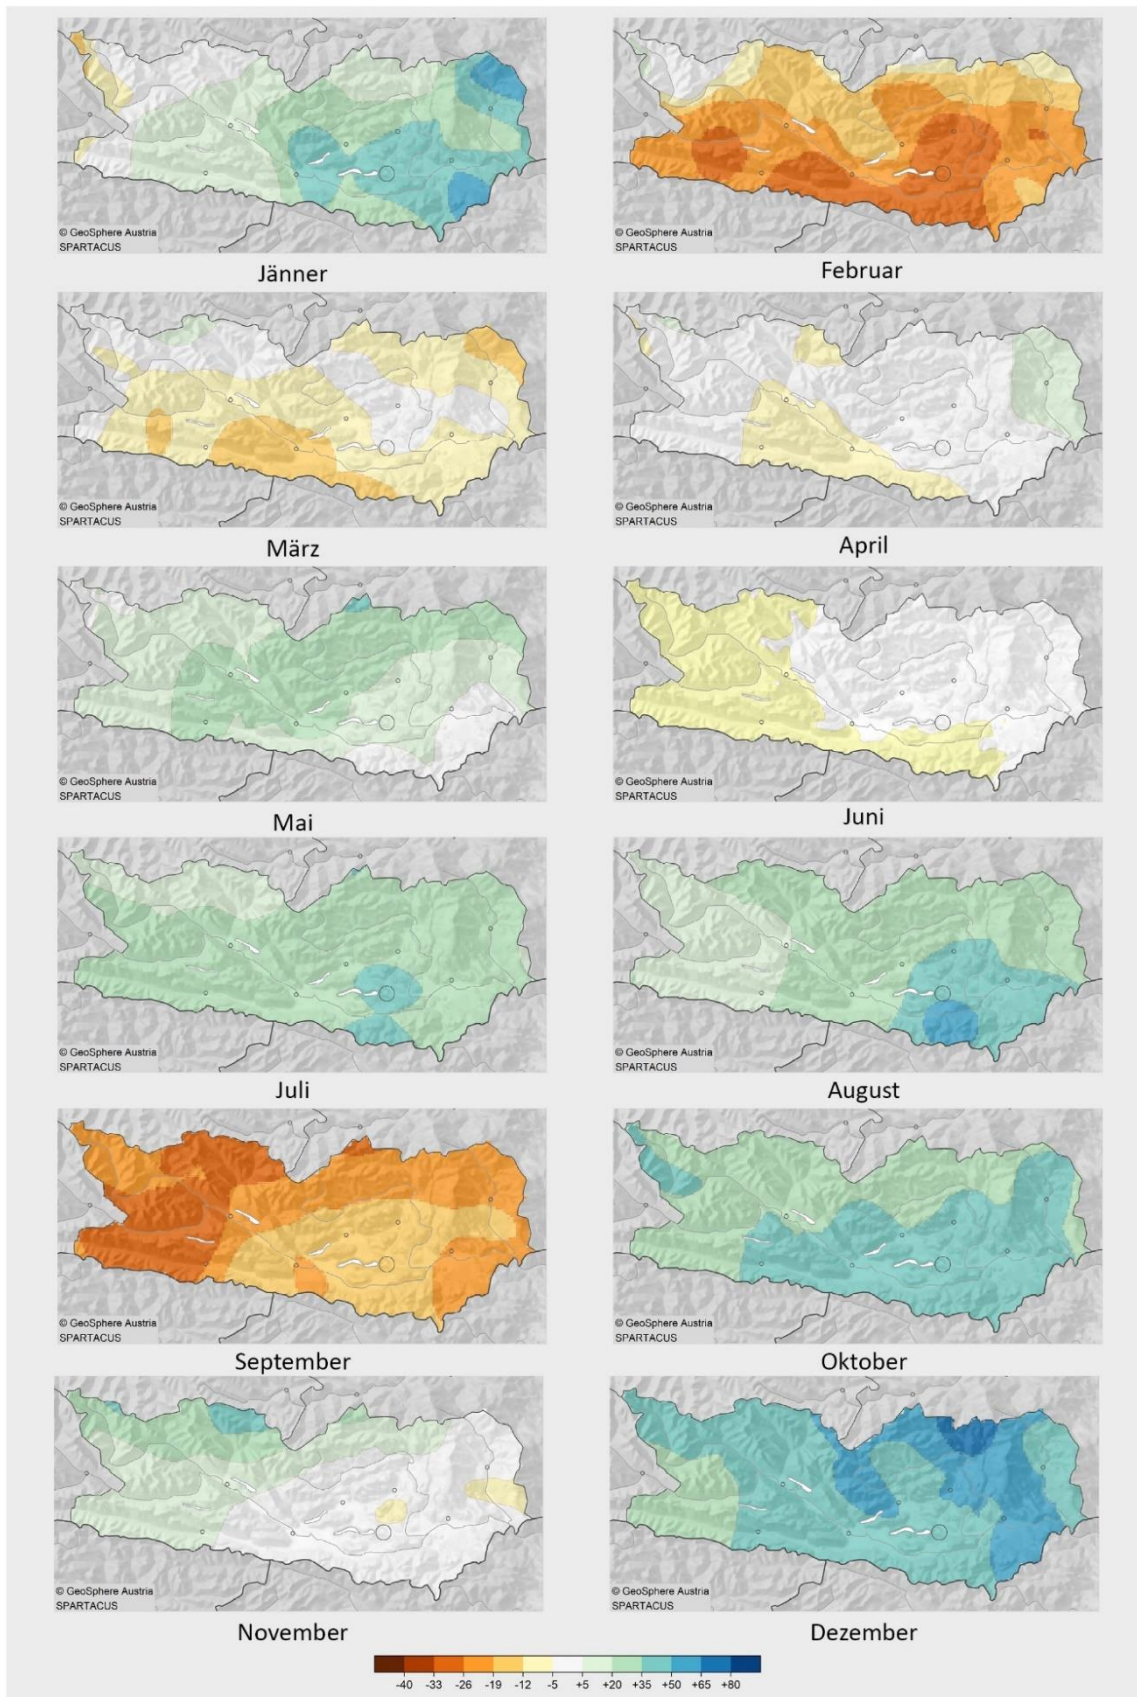 © GeoSphere Austria
SPARTACUS
© GeoSphere Austria
SPARTACUS
Jänner
Februar
© GeoSphere Austria
SPARTACUS
© GeoSphere Austria
SPARTACUS
März
April
© GeoSphere Austria
SPARTACUS
© GeoSphere Austria
SPARTACUS
Mai
Juni
© GeoSphere Austria
SPARTACUS
© GeoSphere Austria
SPARTACUS
Juli
August
© GeoSphere Austria
SPARTACUS
© GeoSphere Austria
SPARTACUS
September
Oktober
© GeoSphere Austria
SPARTACUS
© GeoSphere Austria
SPARTACUS
November
Dezember
-40 -33 -26 -19 -12 -5 +5 +20 +35 +50 +65 +80